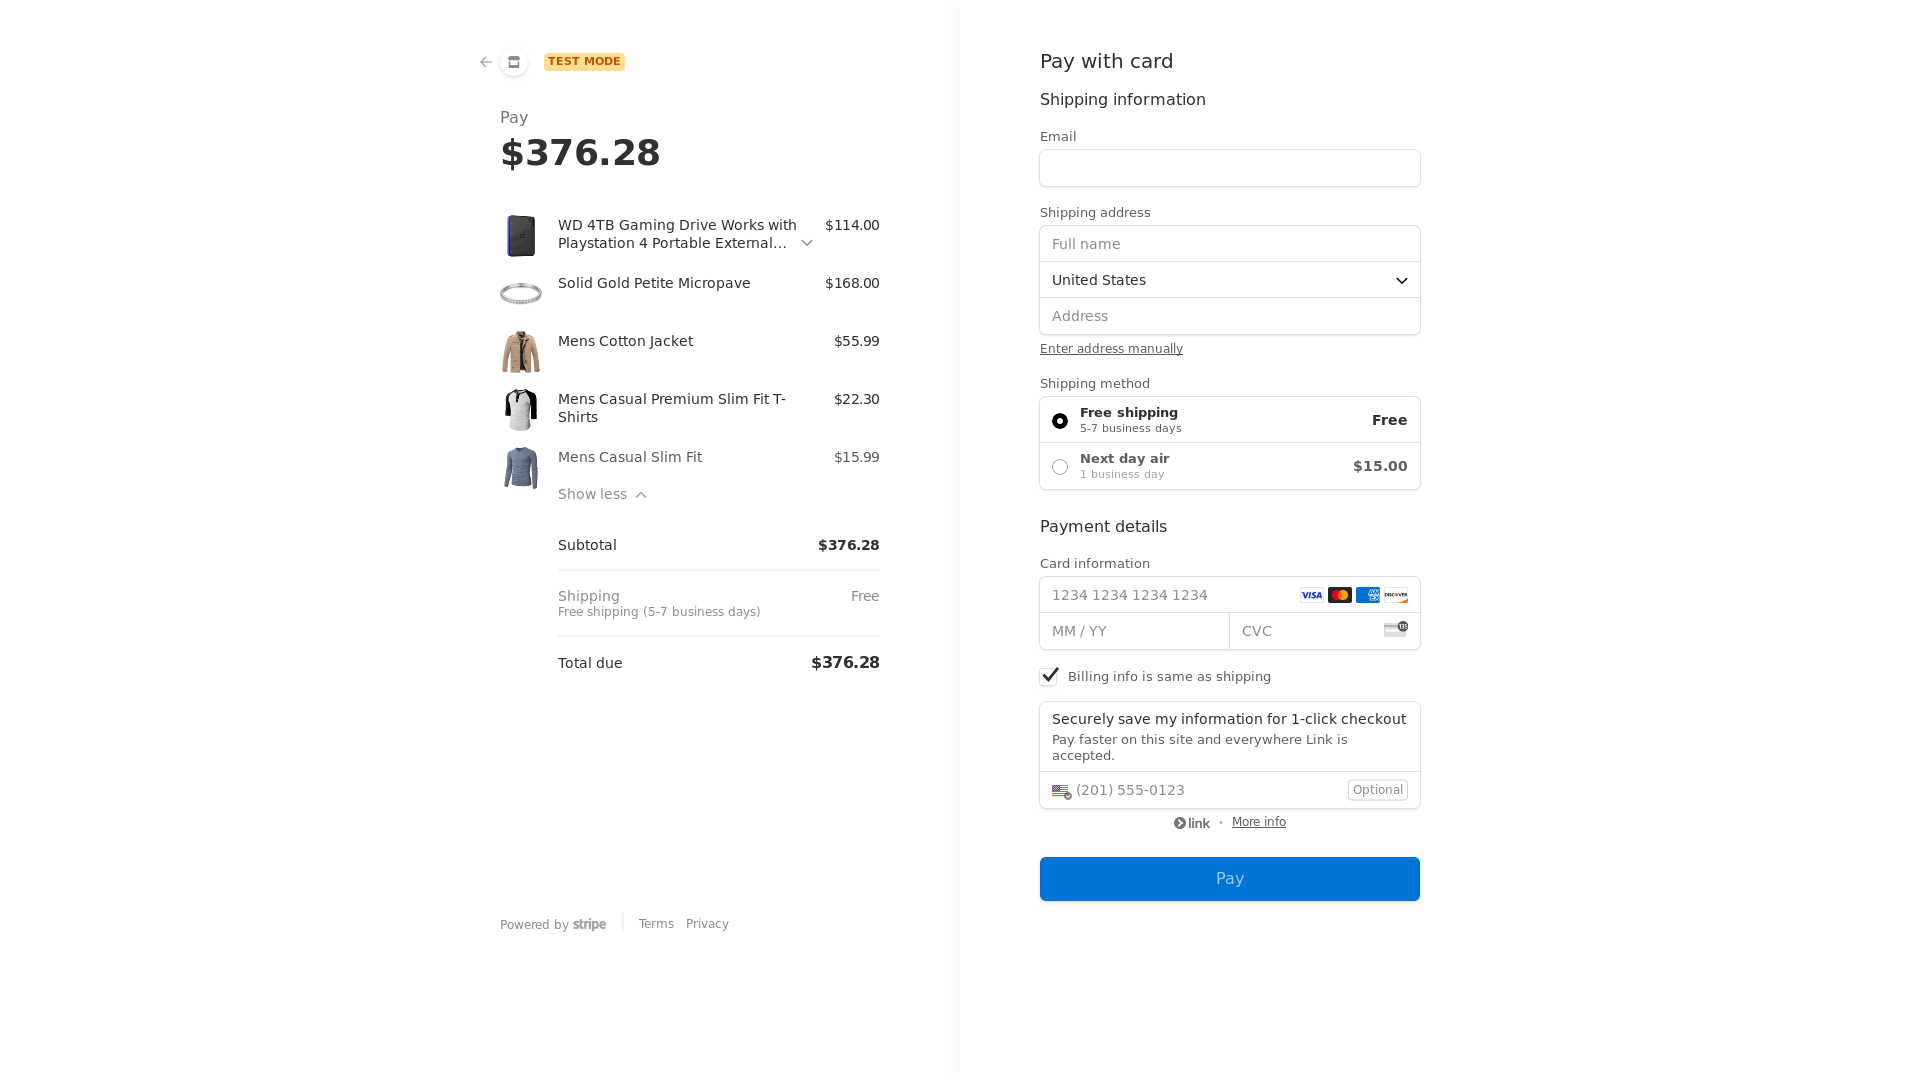 TEST MODE
Pay
$376.28
WD 4TB Gaming Drive Works with $114.00
Playstation 4 Portable External...
Solid Gold Petite Micropave $168.00
Mens Cotton Jacket $55.99
Mens Casual Premium Slim Fit T- $22.30
Shirts
Mens Casual Slim Fit $15.99
Show less
Subtotal $376.28
Shipping Free
Free shipping (5-7 business days)
Total due $376.28
Powered by stripe Terms Privacy
Pay with card
Shipping information
Email
Shipping address
Full name
United States
Address
Enter address manually
Shipping method
Free shipping Free
5-7 business days
Next day air $15.00
1 business day
Payment details
Card information
1234 1234 1234 1234 VISA AMEX DISCOVER
MM / YY CVC 135
Billing info is same as shipping
Securely save my information for 1-click checkout
Pay faster on this site and everywhere Link is
accepted.
(201) 555-0123 Optional
link • More info
Pay